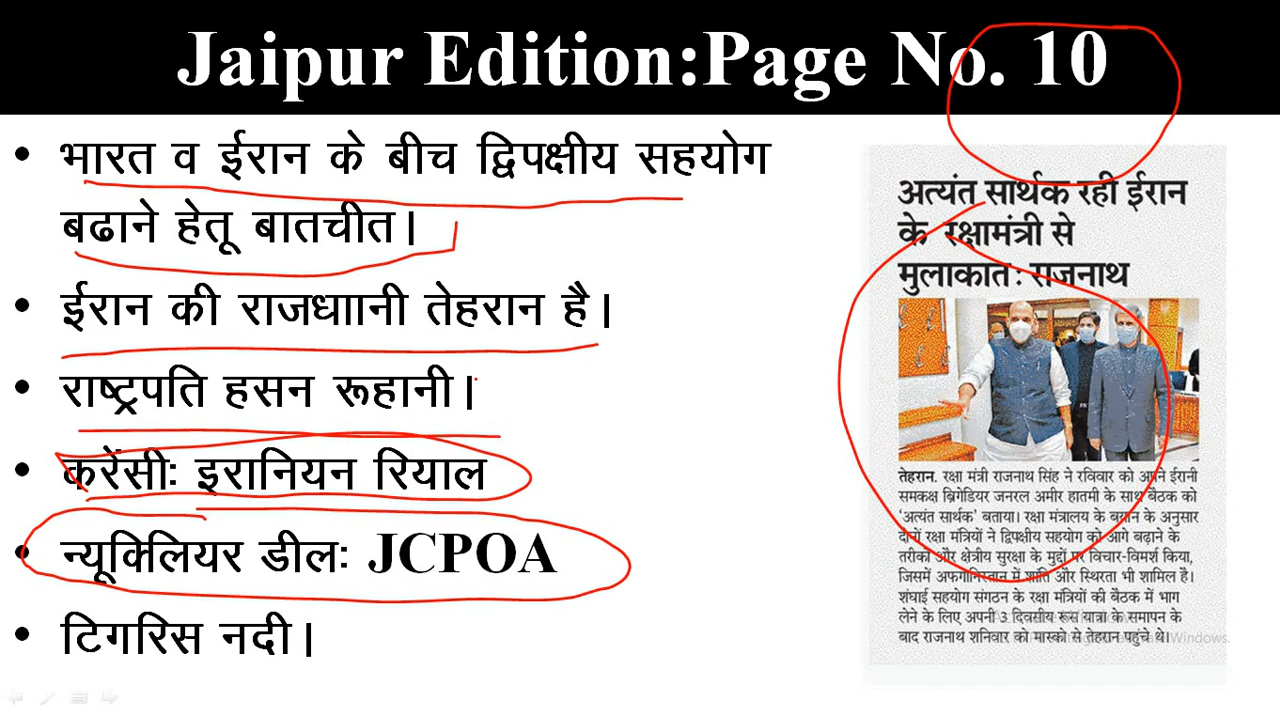 Jaipur Edition:Page No. 10
• भारत व ईरान के बीच द्विपक्षीय सहयोग
बढाने हेतू बातचीत।
• ईरान की राजधाानी तेहरान है।
• राष्ट्रपति हसन रूहानी।
• करेंसीः इरानियन रियाल
• न्यूक्लियर डीलः JCPOA
• टिगरिस नदी।
अत्यंत सार्थक रही ईरान
के रक्षामंत्री से
मुलाकात: राजनाथ
तेहरान. रक्षा मंत्री राजनाथ सिंह ने रविवार को अपने ईरानी
समकक्ष ब्रिगेडियर जनरल अमीर हातमी के साथ बैठक को
'अत्यंत सार्थक' बताया। रक्षा मंत्रालय के बयान के अनुसार
दोनों रक्षा मंत्रियों ने द्विपक्षीय सहयोग को आगे बढ़ाने के
तरीकों और क्षेत्रीय सुरक्षा के मुद्दों पर विचार-विमर्श किया,
जिसमें अफगानिस्तान में शांति और स्थिरता भी शामिल है।
शंघाई सहयोग संगठन के रक्षा मंत्रियों की बैठक में भाग
लेने के लिए अपनी 3 दिवसीय रूस यात्रा के समापन के
बाद राजनाथ शनिवार को मास्को से तेहरान पहुंचे थे।